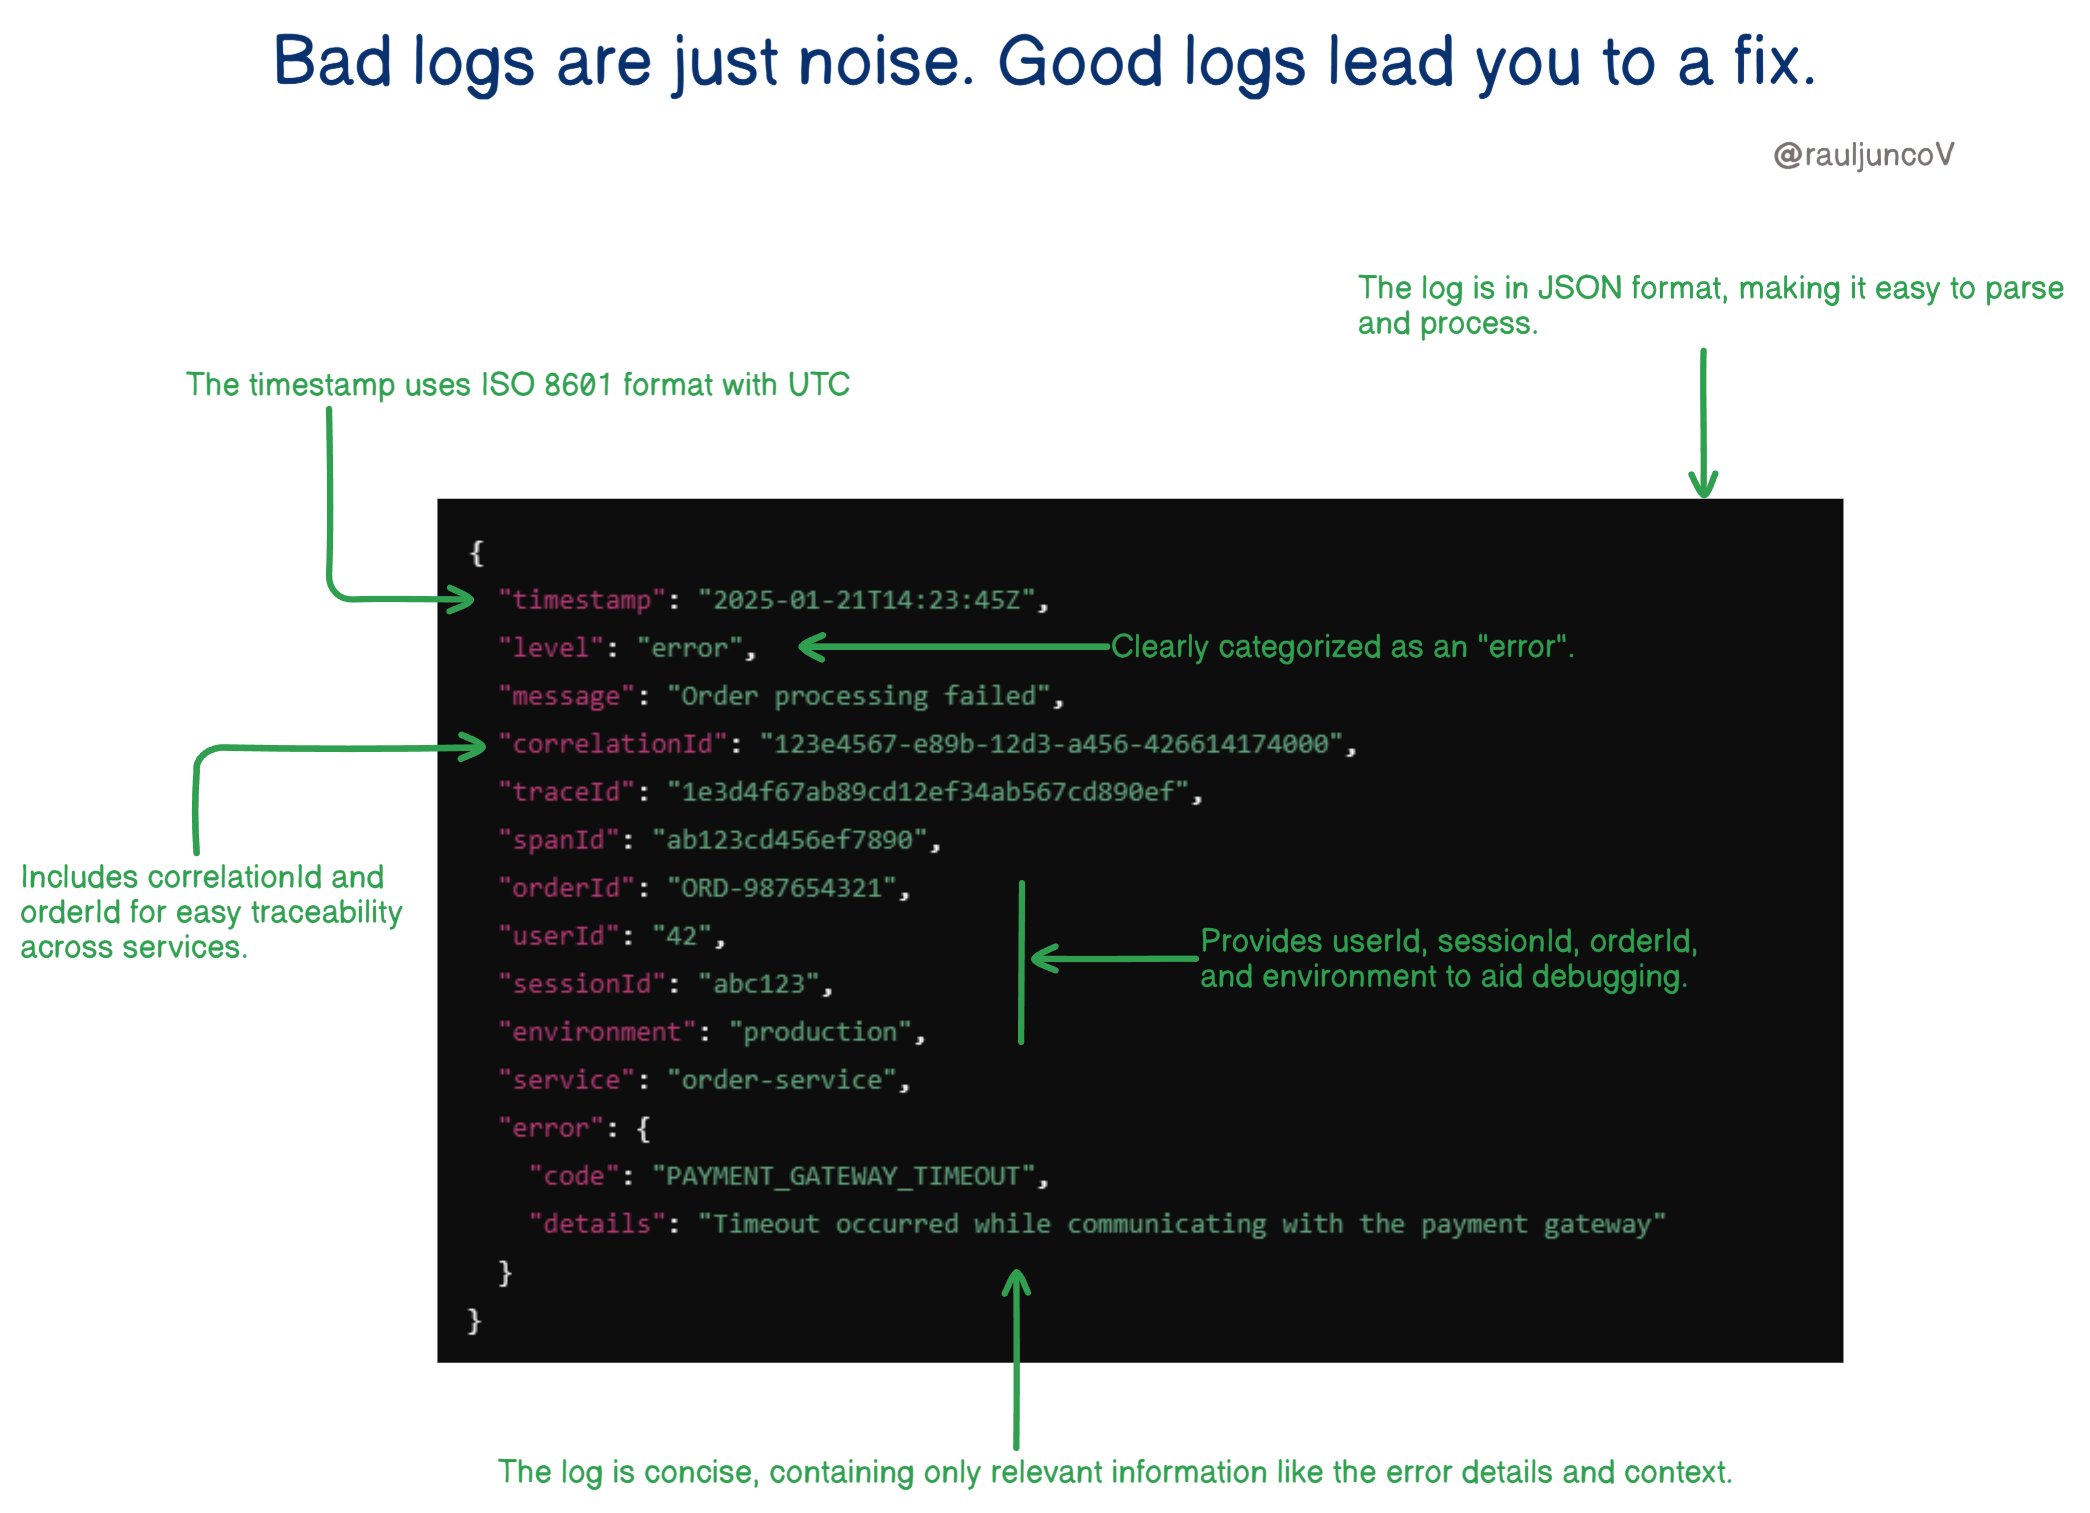 Bad logs are just noise. Good logs lead you to a fix.
@rauljuncoV
The log is in JSON format, making it easy to parse
and process.
The timestamp uses ISO 8601 format with UTC
{
"timestamp": "2025-01-21T14:23:45Z",
"level": "error",
Clearly categorized as an "error".
"message": "Order processing failed",
"correlationId": "123e4567-e89b-12d3-a456-426614174000",
"traceId": "1e3d4f67ab89cd12ef34ab567cd890ef",
"spanId": "ab123cd456ef7890",
"orderId": "ORD-987654321",
"userId": "42",
"sessionId": "abc123",
"environment": "production",
"service": "order-service",
"error": {
"code": "PAYMENT_GATEWAY_TIMEOUT",
"details": "Timeout occurred while communicating with the payment gateway"
}
}
Includes correlationId and
orderId for easy traceability
across services.
Provides userId, sessionId, orderId,
and environment to aid debugging.
The log is concise, containing only relevant information like the error details and context.